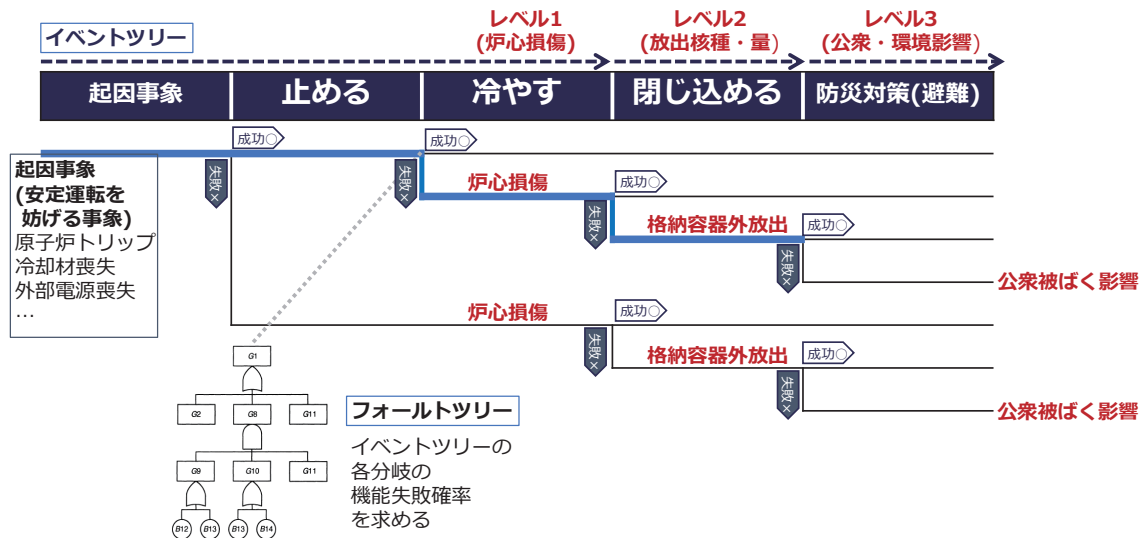 レベル1
(炉心損傷)
レベル2
(放出核種・量)
レベル3
(公衆・環境影響)
イベントツリー
起因事象
止める
冷やす
閉じ込める
防災対策(避難)
成功○
成功○
失敗×
失敗×
起因事象
(安定運転を
妨げる事象)
原子炉トリップ
冷却材喪失
外部電源喪失
…
炉心損傷
成功○
失敗×
格納容器外放出
成功○
失敗×
公衆被ばく影響
炉心損傷
成功○
失敗×
格納容器外放出
成功○
失敗×
公衆被ばく影響
G1
G2
G8
G11
G9
G10
G11
B12
B13
B13
B14
フォールトツリー
イベントツリーの
各分岐の
機能失敗確率
を求める